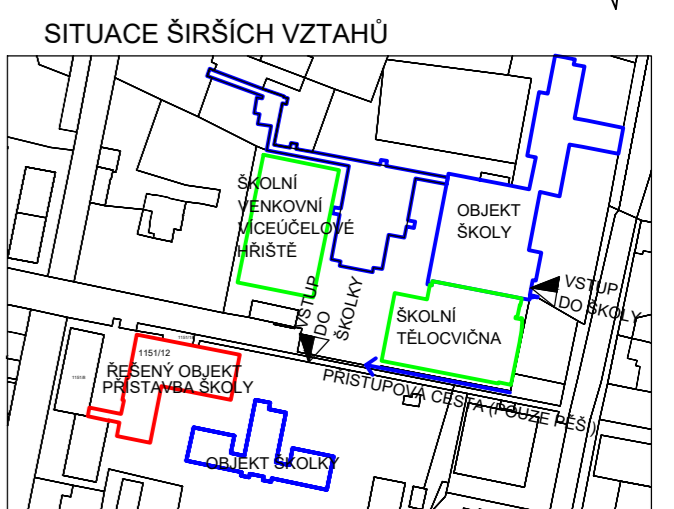 SITUACE ŠIRŠÍCH VZTAHŮ
ŠKOLNÍ
VENKOVNÍ
VÍCEÚČELOVÉ
HŘIŠTĚ
OBJEKT
ŠKOLY
VSTUP
DO ŠKOLY
VSTUP
DO
ŠKOLKY
ŠKOLNÍ
TĚLOCVIČNA
1151/12
ŘEŠENÝ OBJEKT
PŘÍSTAVBA ŠKOLY
PŘÍSTUPOVÁ CESTA (POUZE PĚŠÍ)
OBJEKT ŠKOLKY